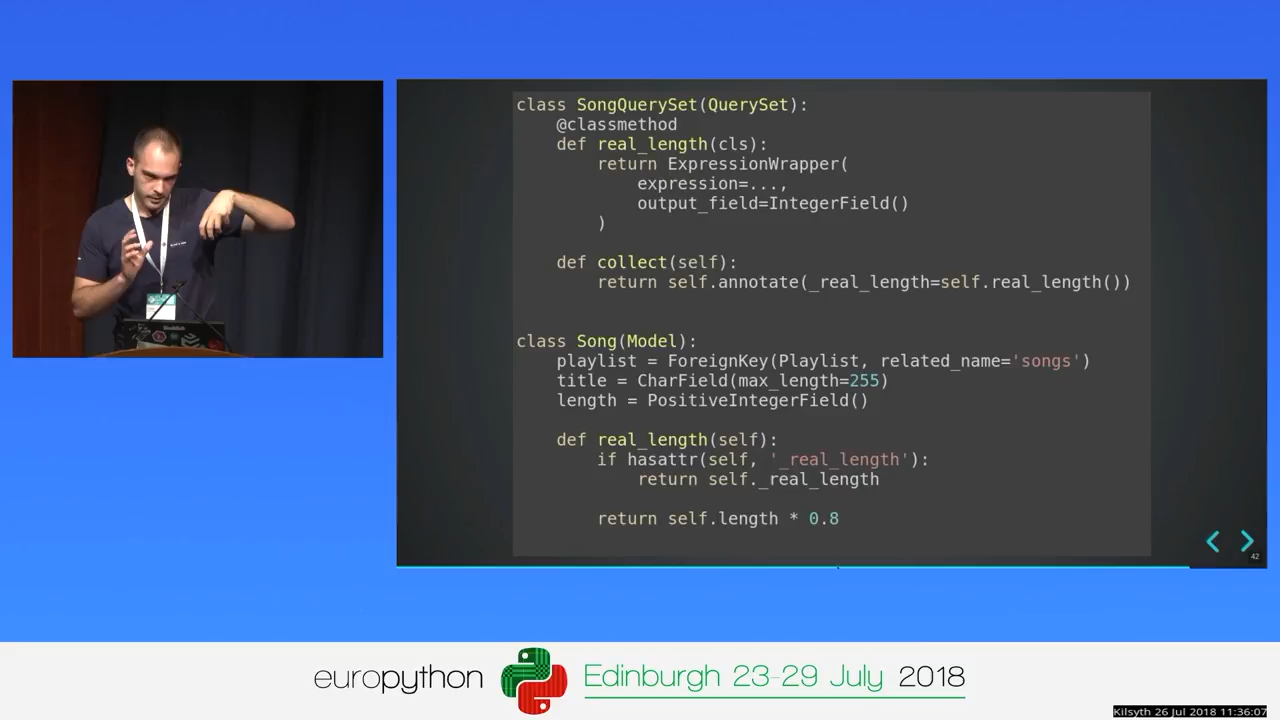 class SongQuerySet(QuerySet):
    @classmethod
    def real_length(cls):
        return ExpressionWrapper(
            expression=...,
            output_field=IntegerField()
        )

    def collect(self):
        return self.annotate(_real_length=self.real_length())

class Song(Model):
    playlist = ForeignKey(Playlist, related_name='songs')
    title = CharField(max_length=255)
    length = PositiveIntegerField()

    def real_length(self):
        if hasattr(self, '_real_length'):
            return self._real_length

        return self.length * 0.8
42
europython Edinburgh 23-29 July 2018
Kilsyth 26 Jul 2018 11:36:07